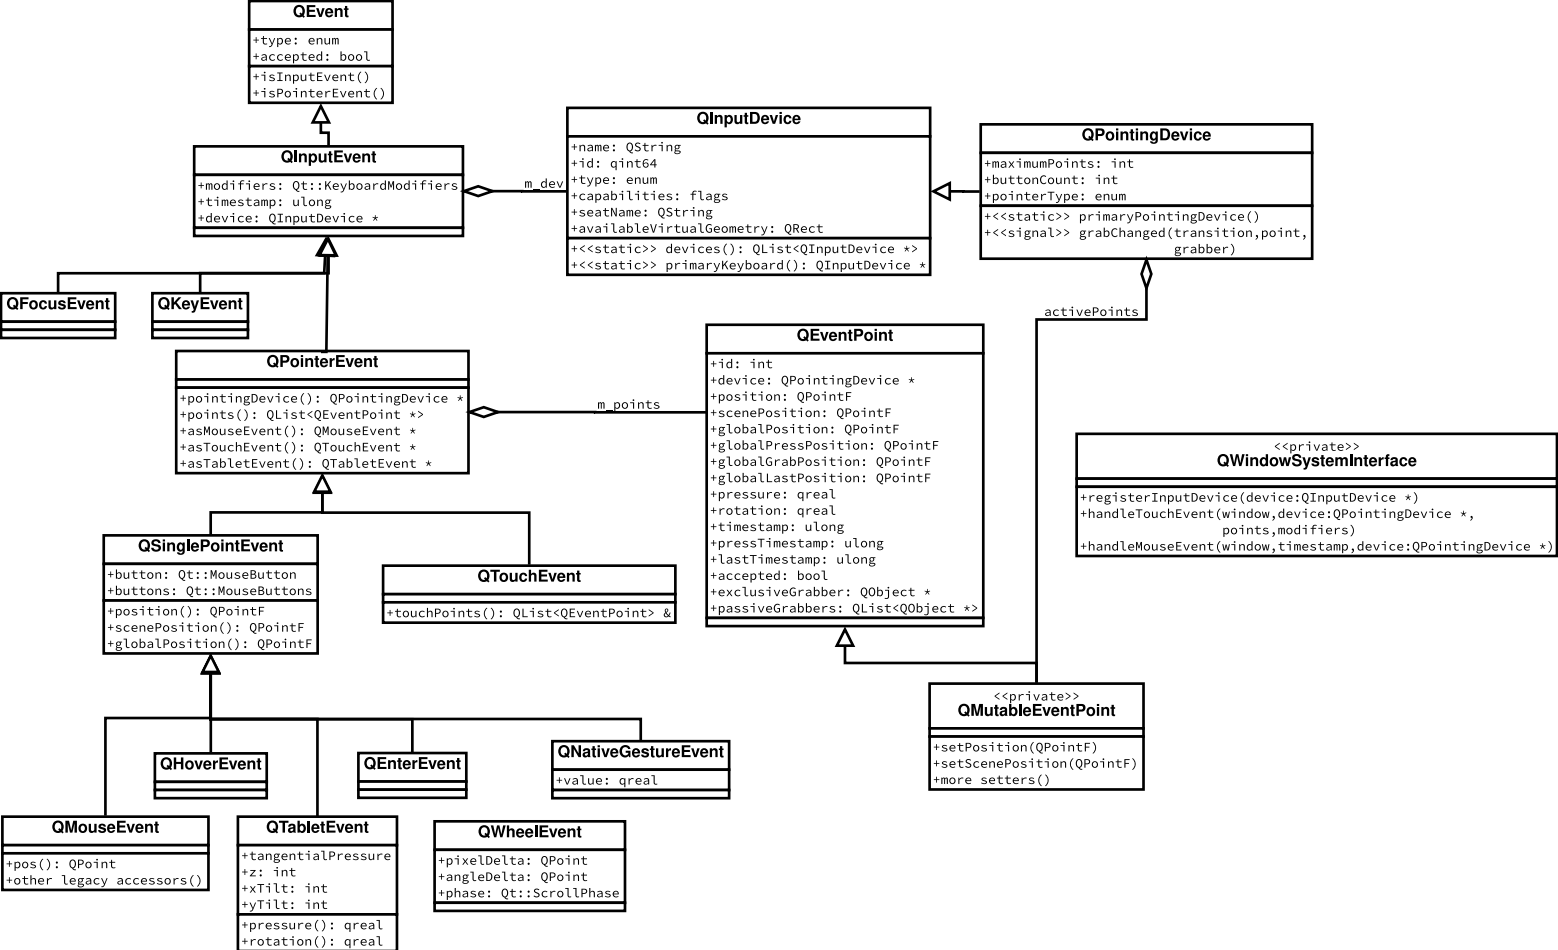 QEvent
+type: enum
+accepted: bool
+isInputEvent()
+isPointerEvent()
QInputEvent
+modifiers: Qt::KeyboardModifiers
+timestamp: ulong
+device: QInputDevice *
m_dev
QInputDevice
+name: QString
+id: qint64
+type: enum
+capabilities: flags
+seatName: QString
+availableVirtualGeometry: QRect
+<<static>> devices(): QList<QInputDevice *>
+<<static>> primaryKeyboard(): QInputDevice *
QPointingDevice
+maximumPoints: int
+buttonCount: int
+pointerType: enum
+<<static>> primaryPointingDevice()
+<<signal>> grabChanged(transition,point,
grabber)
activePoints
QFocusEvent
QKeyEvent
QPointerEvent
+pointingDevice(): QPointingDevice *
+points(): QList<QEventPoint *>
+asMouseEvent(): QMouseEvent *
+asTouchEvent(): QTouchEvent *
+asTabletEvent(): QTabletEvent *
m_points
QEventPoint
+id: int
+device: QPointingDevice *
+position: QPointF
+scenePosition: QPointF
+globalPosition: QPointF
+globalPressPosition: QPointF
+globalGrabPosition: QPointF
+globalLastPosition: QPointF
+pressure: qreal
+rotation: qreal
+timestamp: ulong
+pressTimestamp: ulong
+lastTimestamp: ulong
+accepted: bool
+exclusiveGrabber: QObject *
+passiveGrabbers: QList<QObject *>
<<private>>
QWindowSystemInterface
+registerInputDevice(device:QInputDevice *)
+handleTouchEvent(window,device:QPointingDevice *,
points,modifiers)
+handleMouseEvent(window,timestamp,device:QPointingDevice *)
QSinglePointEvent
+button: Qt::MouseButton
+buttons: Qt::MouseButtons
+position(): QPointF
+scenePosition(): QPointF
+globalPosition(): QPointF
QTouchEvent
+touchPoints(): QList<QEventPoint> &
<<private>>
QMutableEventPoint
+setPosition(QPointF)
+setScenePosition(QPointF)
+more setters()
QHoverEvent
QEnterEvent
QNativeGestureEvent
+value: qreal
QMouseEvent
+pos(): QPoint
+other legacy accessors()
QTabletEvent
+tangentialPressure
+z: int
+xTilt: int
+yTilt: int
+pressure(): qreal
+rotation(): qreal
QWheelEvent
+pixelDelta: QPoint
+angleDelta: QPoint
+phase: Qt::ScrollPhase